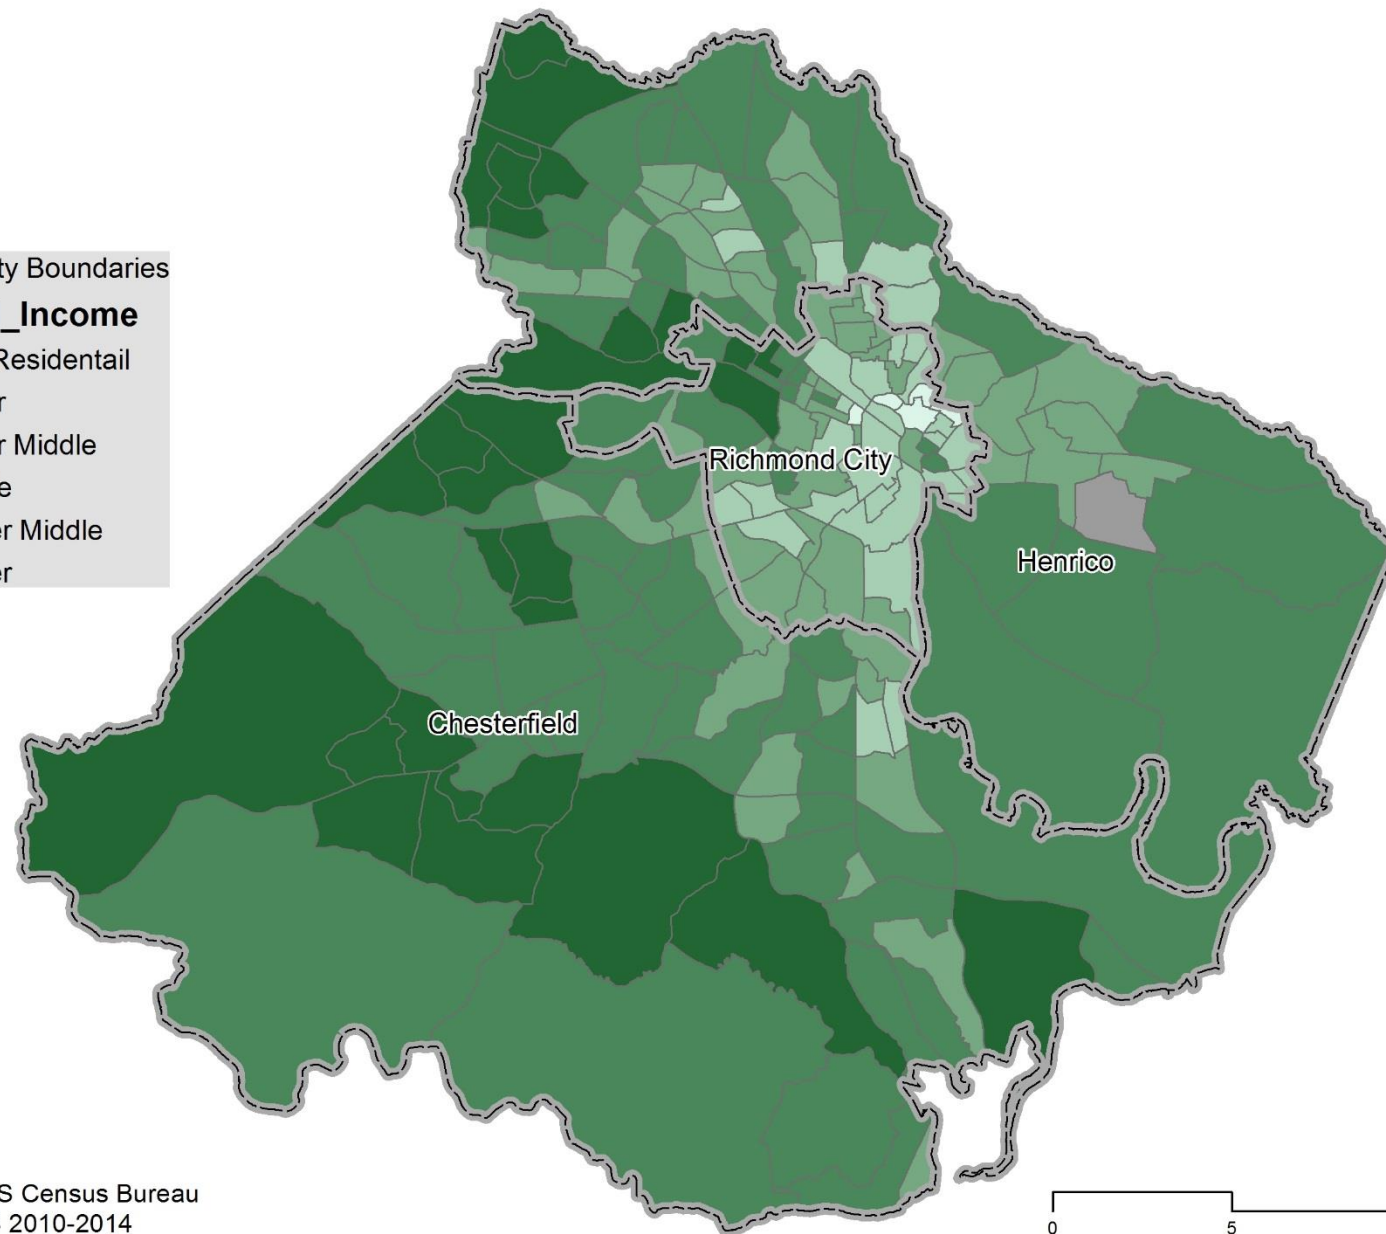 ty Boundaries
_Income
Residentail
r
r Middle
e
er Middle
er
Richmond City
Henrico
Chesterfield
S Census Bureau
2010-2014
0 5